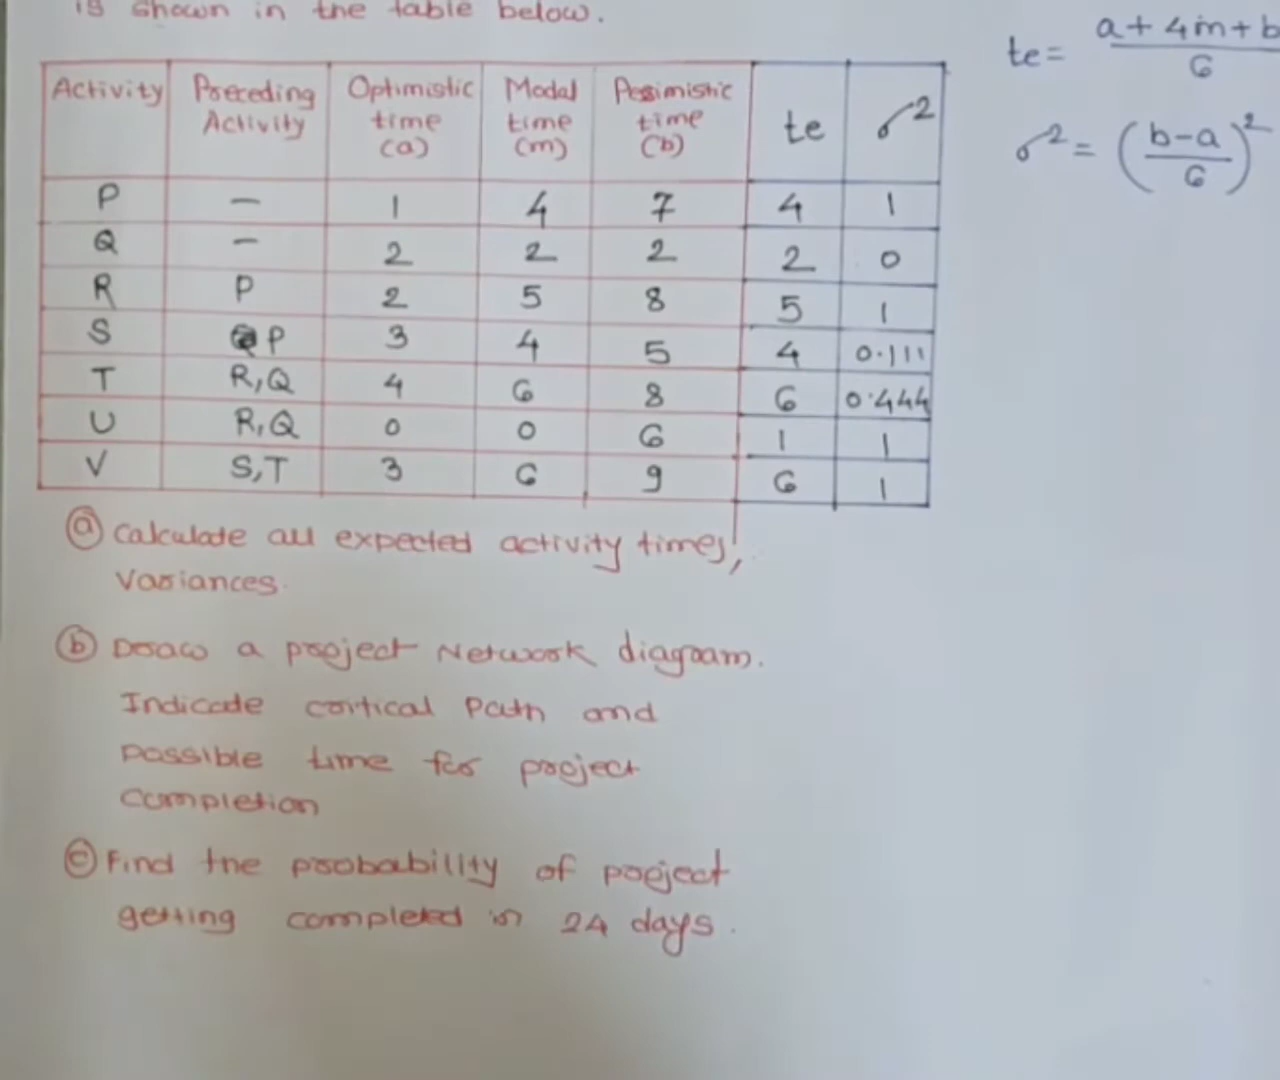 is shown in the table below.
te = a + 4m + b / 6
σ² = (b-a / 6)²
Activity Preceding Activity Optimistic time (a) Modal time (m) Pessimistic time (b) te σ²
P - 1 4 7 4 1
Q - 2 2 2 2 0
R P 2 5 8 5 1
S P 3 4 5 4 0.111
T R,Q 4 6 8 6 0.444
U R,Q 0 0 6 1 1
V S,T 3 6 9 6 1
(a) Calculate all expected activity times,
Variances.
(b) Draw a project Network diagram.
Indicate critical Path and
possible time for project
completion
(c) Find the probability of project
getting completed in 24 days.